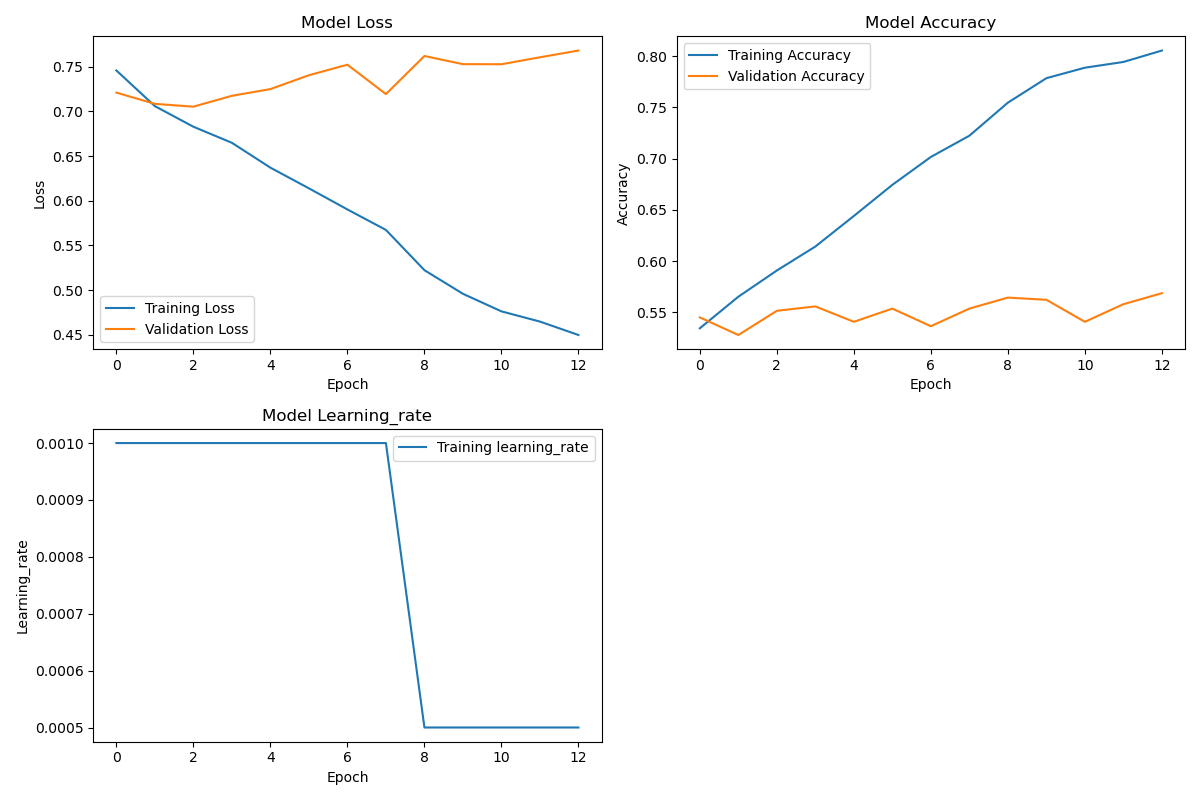 Model Loss
0.75
0.70
0.65
0.60
0.55
0.50
0.45
Loss
Training Loss
Validation Loss
0 2 4 6 8 10 12
Epoch
Model Accuracy
0.80
0.75
0.70
0.65
0.60
0.55
Accuracy
Training Accuracy
Validation Accuracy
0 2 4 6 8 10 12
Epoch
Model Learning_rate
0.0010
0.0009
0.0008
0.0007
0.0006
0.0005
Learning_rate
Training learning_rate
0 2 4 6 8 10 12
Epoch